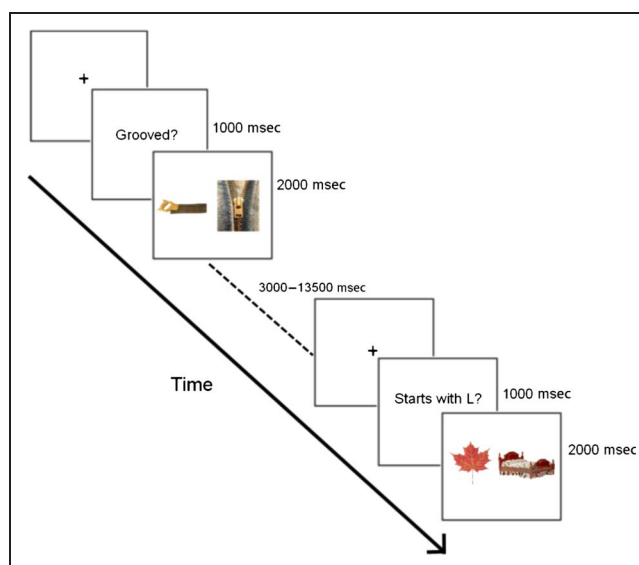 +
Grooved?
1000 msec
2000 msec
3000–13500 msec
+
Time
Starts with L?
1000 msec
2000 msec